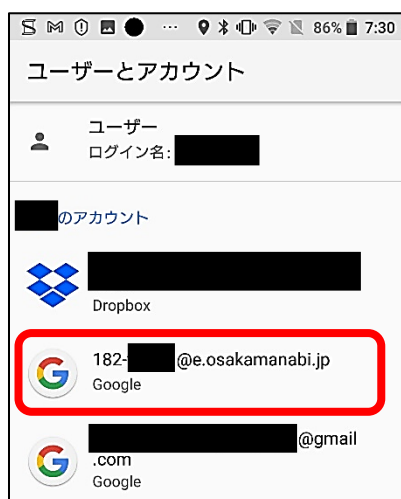 86% 7:30
ユーザーとアカウント
ユーザー
ログイン名:
のアカウント
Dropbox
182- @e.osakamanabi.jp
Google
@gmail
.com
Google